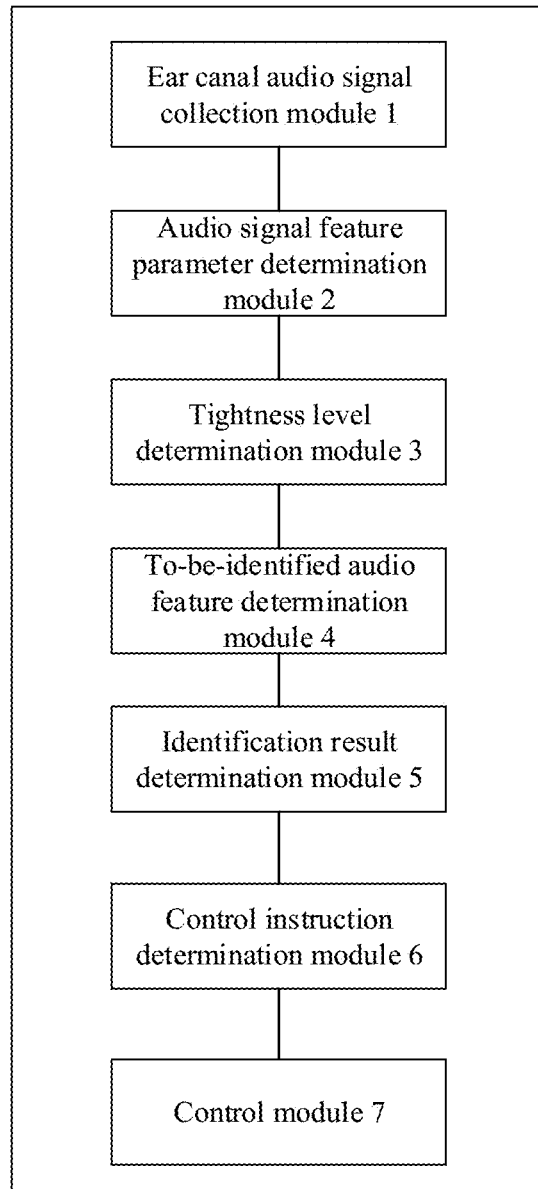 Ear canal audio signal
collection module 1
Audio signal feature
parameter determination
module 2
Tightness level
determination module 3
To-be-identified audio
feature determination
module 4
Identification result
determination module 5
Control instruction
determination module 6
Control module 7